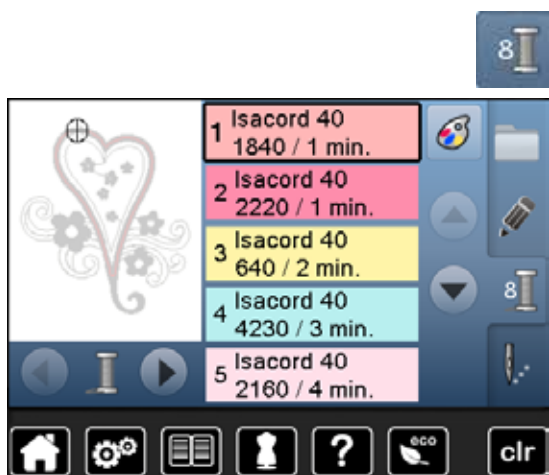 8
1 Isacord 40
1840 / 1 min.
2 Isacord 40
2220 / 1 min.
3 Isacord 40
640 / 2 min.
4 Isacord 40
4230 / 3 min.
5 Isacord 40
2160 / 4 min.
8
? eco clr